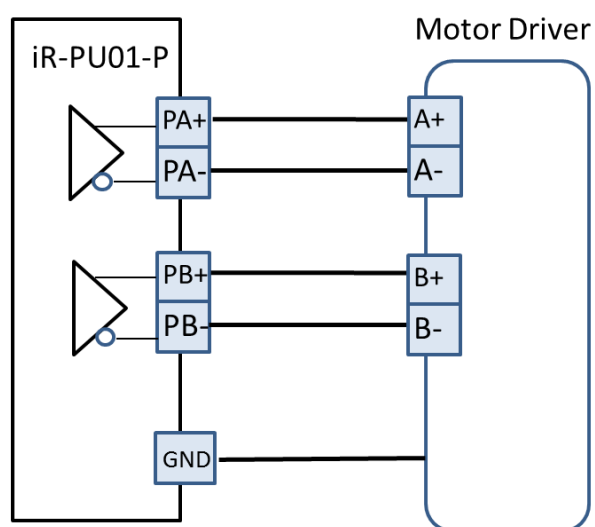 Motor Driver
iR-PU01-P
PA+
A+
PA-
A-
PB+
B+
PB-
B-
GND